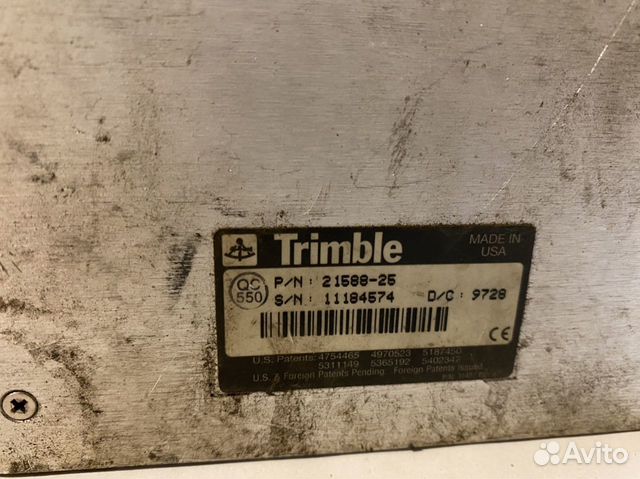 Trimble
MADE IN
USA
QC
550
P/N: 21588-25
S/N: 11184574 D/C: 9728
U.S. Patents: 4754465 4970523 5187450
5311149 5365192 5402342
U.S. & Foreign Patents Pending. Foreign Patents Issued.
CE
Avito